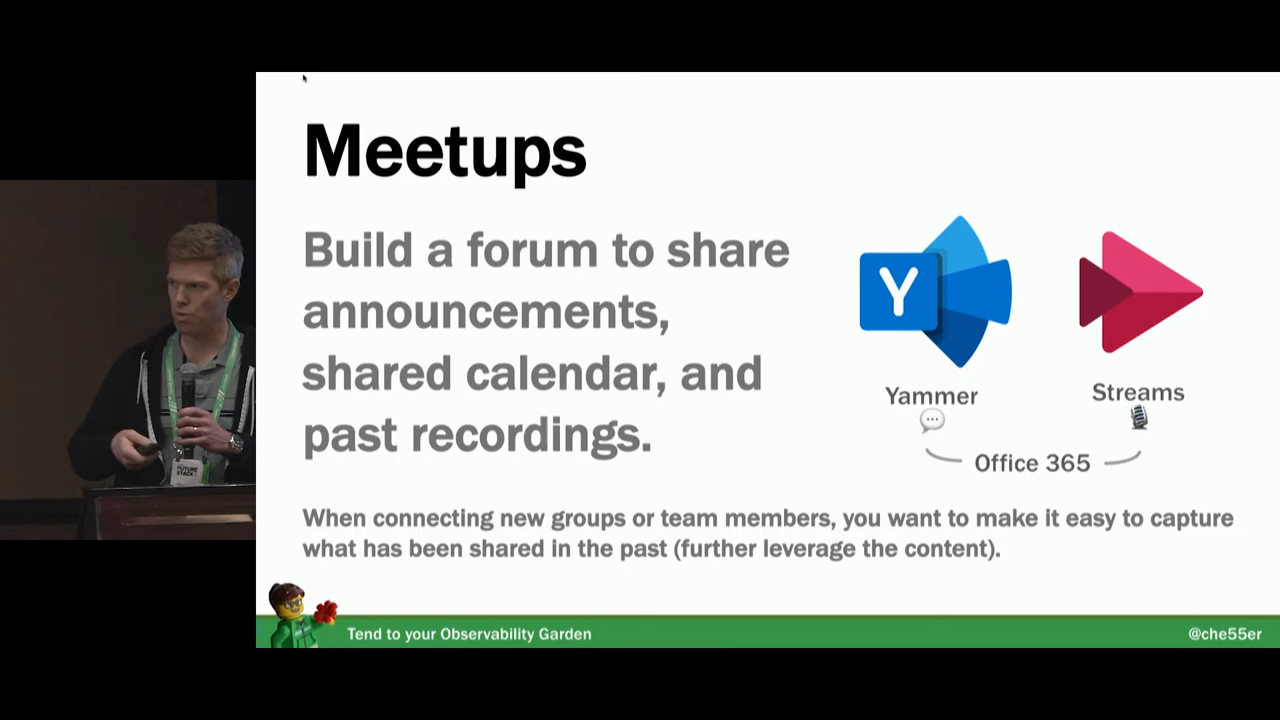 Meetups
Build a forum to share
announcements,
shared calendar, and
past recordings.
Y
Yammer
Streams
Office 365
When connecting new groups or team members, you want to make it easy to capture
what has been shared in the past (further leverage the content).
Tend to your Observability Garden
@che55er
FUTURE
STACK